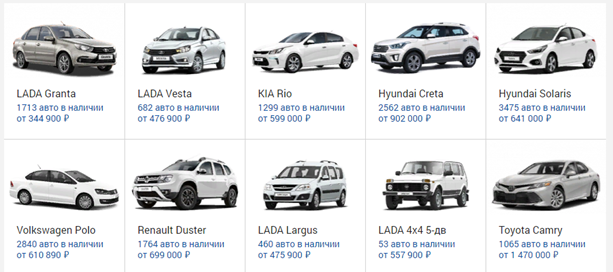 LADA Granta
1713 авто в наличии
от 344 900 ₽
LADA Vesta
682 авто в наличии
от 476 900 ₽
KIA Rio
1299 авто в наличии
от 599 000 ₽
Hyundai Creta
2562 авто в наличии
от 902 000 ₽
Hyundai Solaris
3475 авто в наличии
от 641 000 ₽
Volkswagen Polo
2840 авто в наличии
от 610 890 ₽
Renault Duster
1764 авто в наличии
от 699 000 ₽
LADA Largus
460 авто в наличии
от 475 900 ₽
LADA 4x4 5-дв
53 авто в наличии
от 557 900 ₽
Toyota Camry
1065 авто в наличии
от 1 470 000 ₽